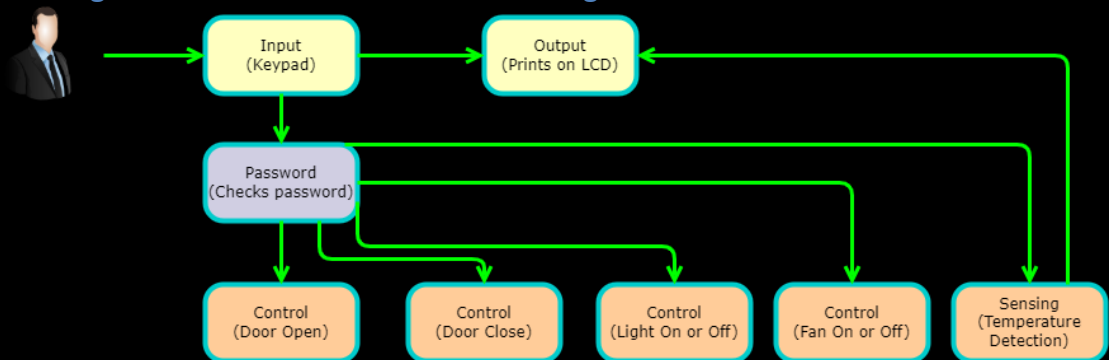 Input
(Keypad)
Output
(Prints on LCD)
Password
(Checks password)
Control
(Door Open)
Control
(Door Close)
Control
(Light On or Off)
Control
(Fan On or Off)
Sensing
(Temperature
Detection)